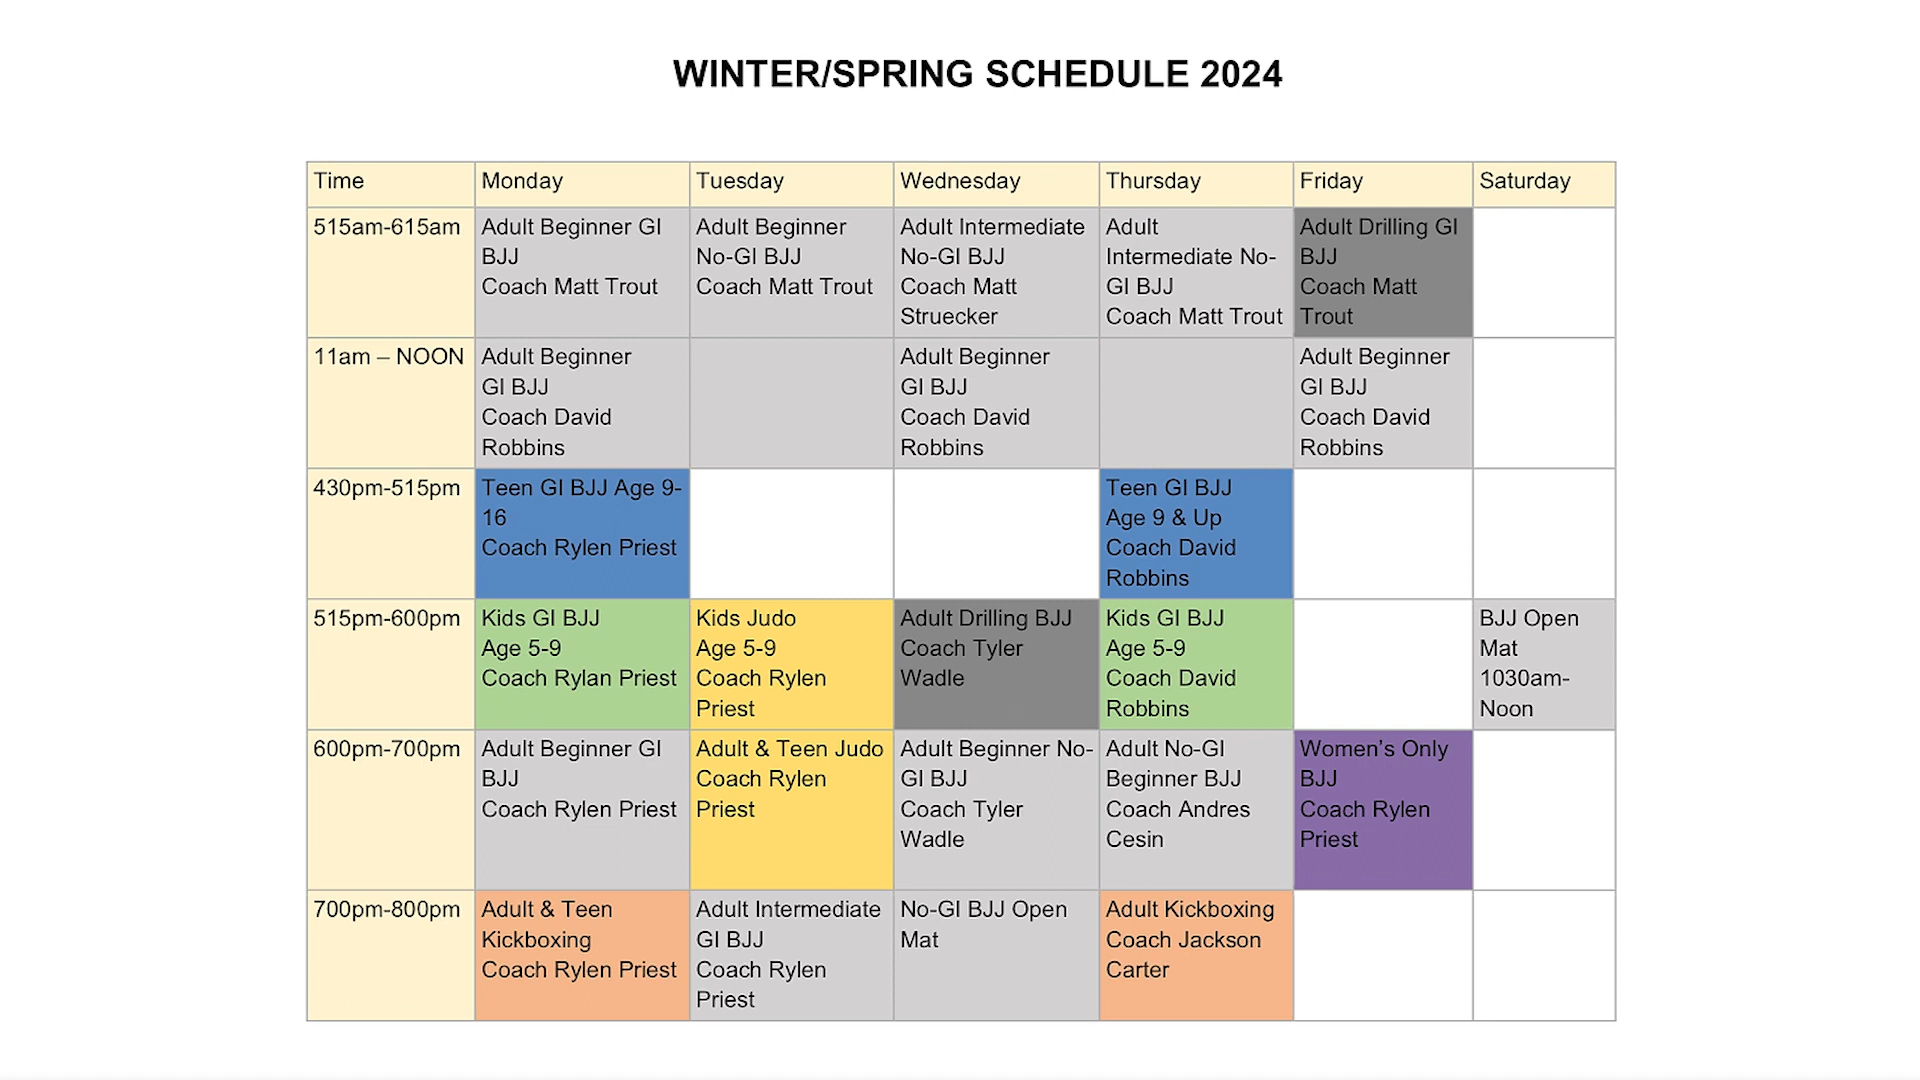 WINTER/SPRING SCHEDULE 2024
Time
Monday
Tuesday
Wednesday
Thursday
Friday
Saturday
515am-615am
Adult Beginner GI
BJJ
Coach Matt Trout
Adult Beginner
No-GI BJJ
Coach Matt Trout
Adult Intermediate
No-GI BJJ
Coach Matt
Struecker
Adult
Intermediate No-
GI BJJ
Coach Matt Trout
Adult Drilling GI
BJJ
Coach Matt
Trout
11am – NOON
Adult Beginner
GI BJJ
Coach David
Robbins
Adult Beginner
GI BJJ
Coach David
Robbins
Adult Beginner
GI BJJ
Coach David
Robbins
430pm-515pm
Teen GI BJJ Age 9-
16
Coach Rylen Priest
Teen GI BJJ
Age 9 & Up
Coach David
Robbins
515pm-600pm
Kids GI BJJ
Age 5-9
Coach Rylan Priest
Kids Judo
Age 5-9
Coach Rylen
Priest
Adult Drilling BJJ
Coach Tyler
Wadle
Kids GI BJJ
Age 5-9
Coach David
Robbins
BJJ Open
Mat
1030am-
Noon
600pm-700pm
Adult Beginner GI
BJJ
Coach Rylen Priest
Adult & Teen Judo
Coach Rylen
Priest
Adult Beginner No-
GI BJJ
Coach Tyler
Wadle
Adult No-GI
Beginner BJJ
Coach Andres
Cesin
Women’s Only
BJJ
Coach Rylen
Priest
700pm-800pm
Adult & Teen
Kickboxing
Coach Rylen Priest
Adult Intermediate
GI BJJ
Coach Rylen
Priest
No-GI BJJ Open
Mat
Adult Kickboxing
Coach Jackson
Carter